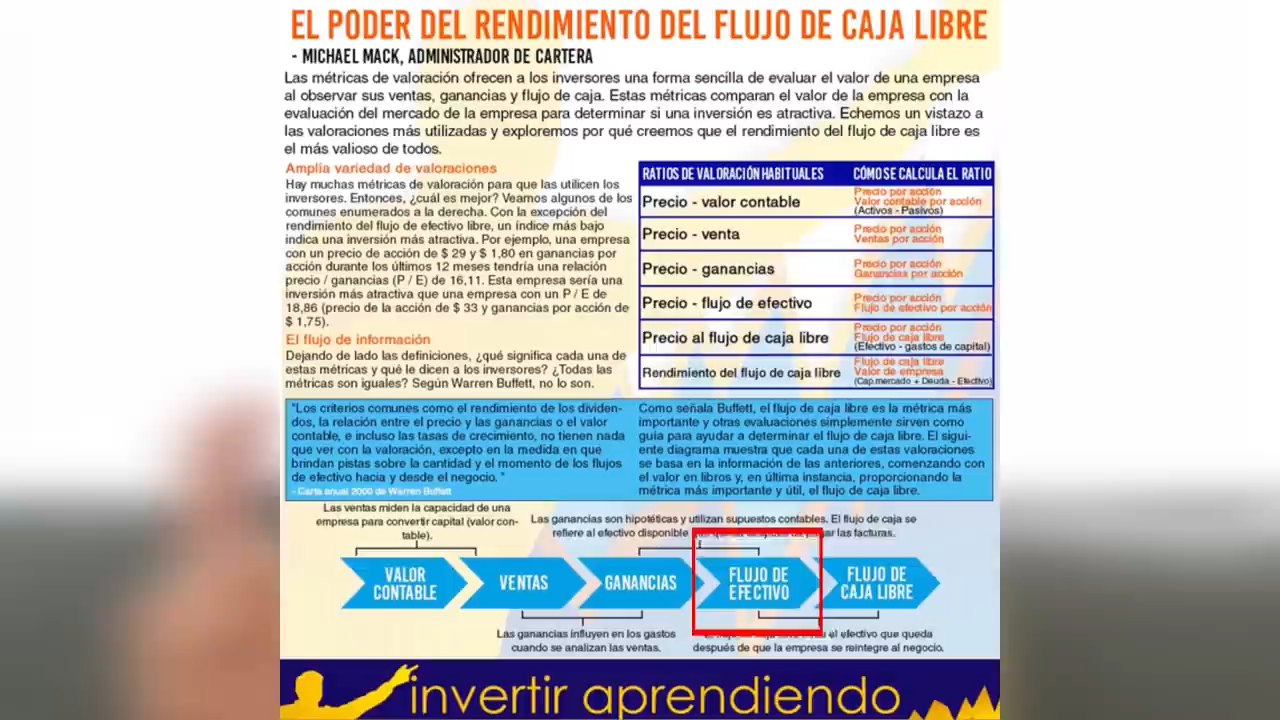 EL PODER DEL RENDIMIENTO DEL FLUJO DE CAJA LIBRE
- MICHAEL MACK, ADMINISTRADOR DE CARTERA
Las métricas de valoración ofrecen a los inversores una forma sencilla de evaluar el valor de una empresa
al observar sus ventas, ganancias y flujo de caja. Estas métricas comparan el valor de la empresa con la
evaluación del mercado de la empresa para determinar si una inversión es atractiva. Echemos un vistazo a
las valoraciones más utilizadas y exploremos por qué creemos que el rendimiento del flujo de caja libre es
el más valioso de todos.
Amplia variedad de valoraciones
Hay muchas métricas de valoración para que las utilicen los
inversores. Entonces, ¿cuál es mejor? Veamos algunos de los
comunes enumerados a la derecha. Con la excepción del
rendimiento del flujo de efectivo libre, un índice más bajo
indica una inversión más atractiva. Por ejemplo, una empresa
con un precio de acción de $ 29 y $ 1,80 en ganancias por
acción durante los últimos 12 meses tendría una relación
precio / ganancias (P / E) de 16,11. Esta empresa sería una
inversión más atractiva que una empresa con un P / E de
18,86 (precio de la acción de $ 33 y ganancias por acción de
$ 1,75).
El flujo de información
Dejando de lado las definiciones, ¿qué significa cada una de
estas métricas y qué le dicen a los inversores? ¿Todas las
métricas son iguales? Según Warren Buffett, no lo son.
RATIOS DE VALORACIÓN HABITUALES CÓMO SE CALCULA EL RATIO
Precio - valor contable
Precio por acción
Valor contable por acción
(Activos - Pasivos)
Precio - venta
Precio por acción
Ventas por acción
Precio - ganancias
Precio por acción
Ganancias por acción
Precio - flujo de efectivo
Precio por acción
Flujo de efectivo por acción
Precio al flujo de caja libre
Precio por acción
Flujo de caja libre
(Efectivo - gastos de capital)
Rendimiento del flujo de caja libre
Flujo de caja libre
Valor de empresa
(Cap.mercado + Deuda - Efectivo)
"Los criterios comunes como el rendimiento de los dividen-
dos, la relación entre el precio y las ganancias o el valor
contable, e incluso las tasas de crecimiento, no tienen nada
que ver con la valoración, excepto en la medida en que
brindan pistas sobre la cantidad y el momento de los flujos
de efectivo hacia y desde el negocio. "
- Carta anual 2000 de Warren Buffett
Como señala Buffett, el flujo de caja libre es la métrica más
importante y otras evaluaciones simplemente sirven como
guía para ayudar a determinar el flujo de caja libre. El sigui-
ente diagrama muestra que cada una de estas valoraciones
se basa en la información de las anteriores, comenzando con
el valor en libros y, en última instancia, proporcionando la
métrica más importante y útil, el flujo de caja libre.
Las ventas miden la capacidad de una
empresa para convertir capital (valor con-
table).
Las ganancias son hipotéticas y utilizan supuestos contables. El flujo de caja se
refiere al efectivo disponible las facturas.
VALOR
CONTABLE
VENTAS
GANANCIAS
FLUJO DE
EFECTIVO
FLUJO DE
CAJA LIBRE
Las ganancias influyen en los gastos
cuando se analizan las ventas.
el efectivo que queda
después de que la empresa se reintegre al negocio.
invertir aprendiendo